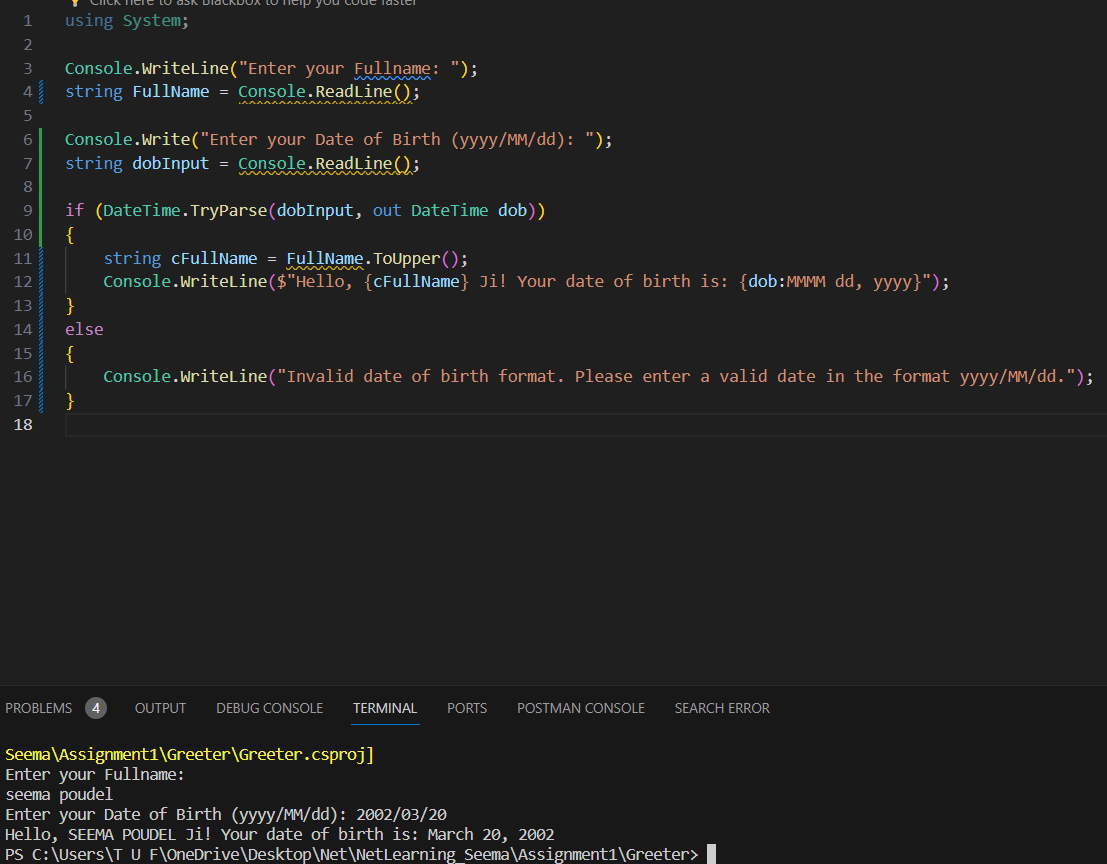 Click here to ask Blackbox to help you code faster
1 using System;
2
3 Console.WriteLine("Enter your Fullname: ");
4 string FullName = Console.ReadLine();
5
6 Console.Write("Enter your Date of Birth (yyyy/MM/dd): ");
7 string dobInput = Console.ReadLine();
8
9 if (DateTime.TryParse(dobInput, out DateTime dob))
10 {
11 string cFullName = FullName.ToUpper();
12 Console.WriteLine($"Hello, {cFullName} Ji! Your date of birth is: {dob:MMMM dd, yyyy}");
13 }
14 else
15 {
16 Console.WriteLine("Invalid date of birth format. Please enter a valid date in the format yyyy/MM/dd.");
17 }
18
PROBLEMS 4 OUTPUT DEBUG CONSOLE TERMINAL PORTS POSTMAN CONSOLE SEARCH ERROR
Seema\Assignment1\Greeter\Greeter.csproj]
Enter your Fullname:
seema poudel
Enter your Date of Birth (yyyy/MM/dd): 2002/03/20
Hello, SEEMA POUDEL Ji! Your date of birth is: March 20, 2002
PS C:\Users\T U F\OneDrive\Desktop\Net\NetLearning_Seema\Assignment1\Greeter>